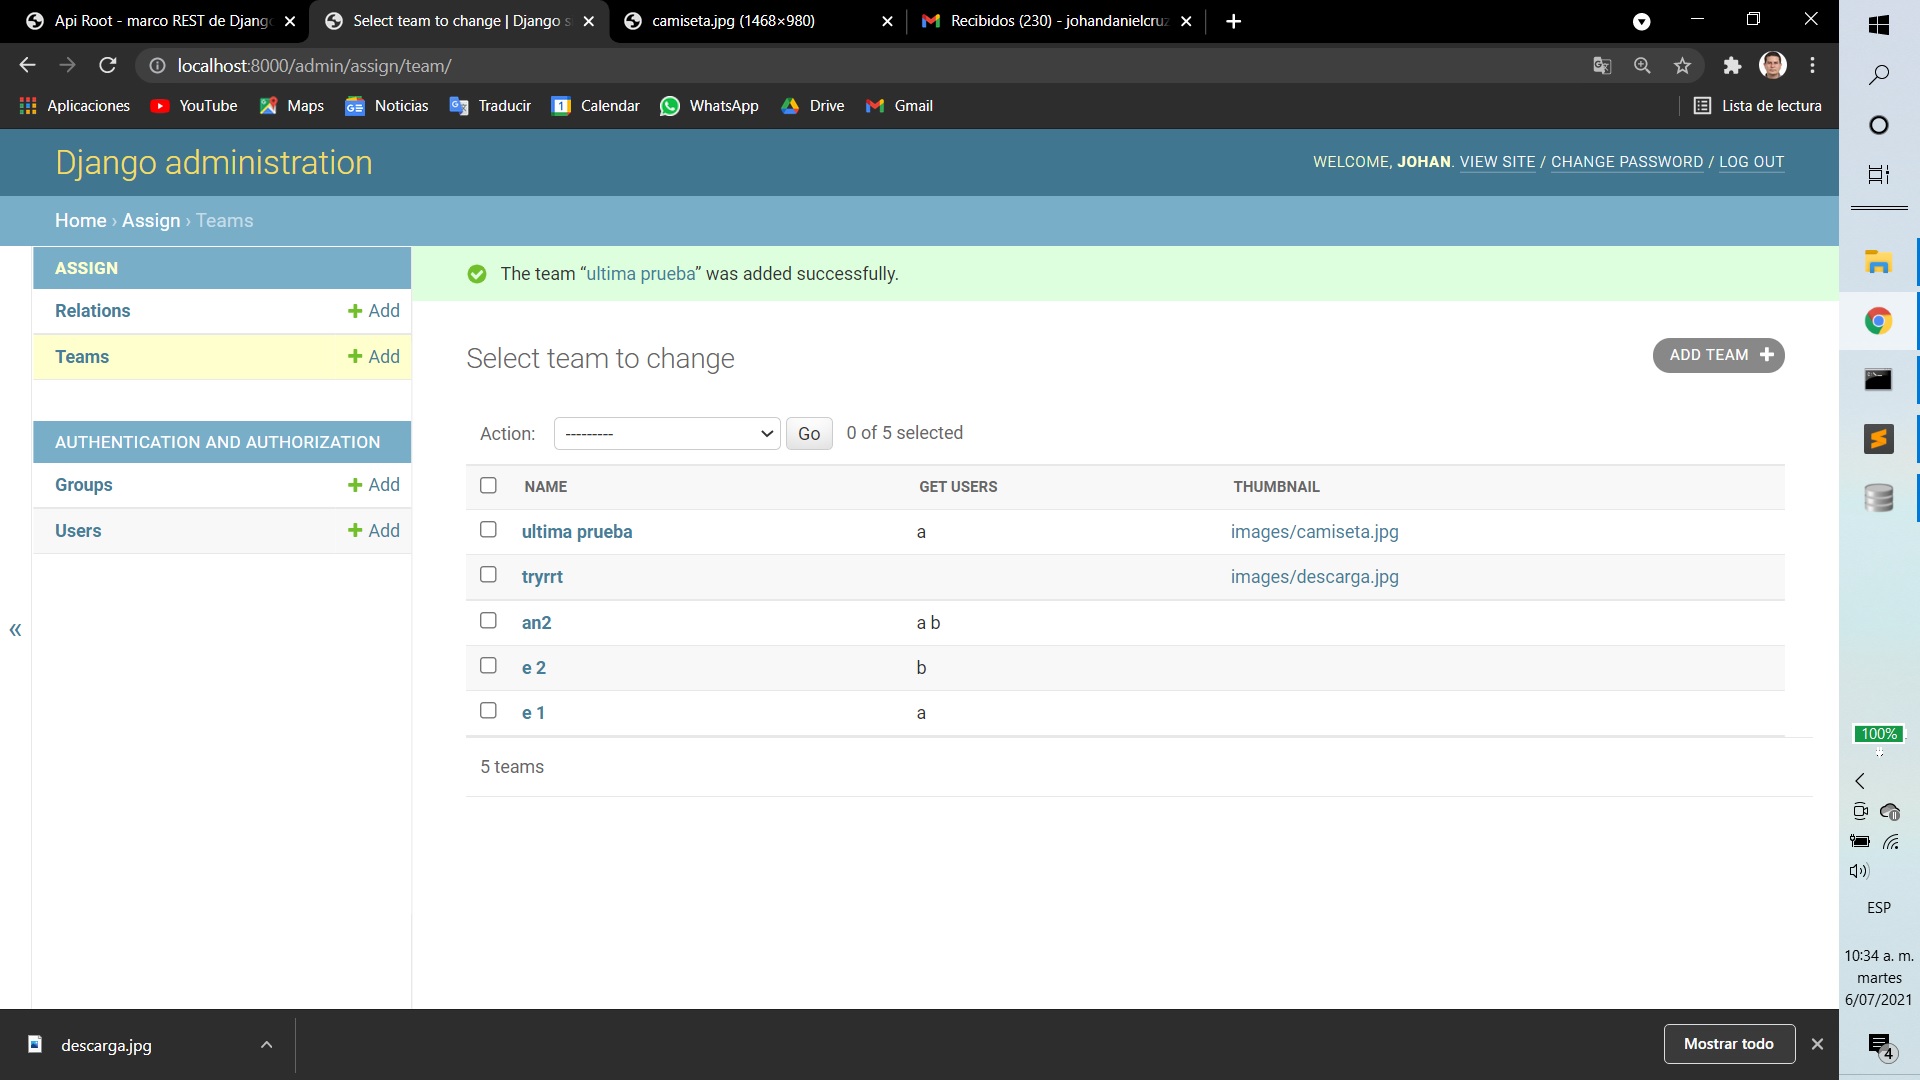 Api Root - marco REST de Django
Select team to change | Django s
camiseta.jpg (1468×980)
Recibidos (230) - johandanielcruz
localhost:8000/admin/assign/team/
Aplicaciones
YouTube
Maps
Noticias
Traducir
Calendar
WhatsApp
Drive
Gmail
Lista de lectura
Django administration
WELCOME, JOHAN. VIEW SITE / CHANGE PASSWORD / LOG OUT
Home › Assign › Teams
ASSIGN
Relations + Add
Teams + Add
AUTHENTICATION AND AUTHORIZATION
Groups + Add
Users + Add
«
The team “ultima prueba” was added successfully.
Select team to change
ADD TEAM +
Action: --------- Go 0 of 5 selected
NAME GET USERS THUMBNAIL
ultima prueba a images/camiseta.jpg
tryrrt images/descarga.jpg
an2 a b
e 2 b
e 1 a
5 teams
descarga.jpg
Mostrar todo
100%
ESP
10:34 a. m.
martes
6/07/2021
4